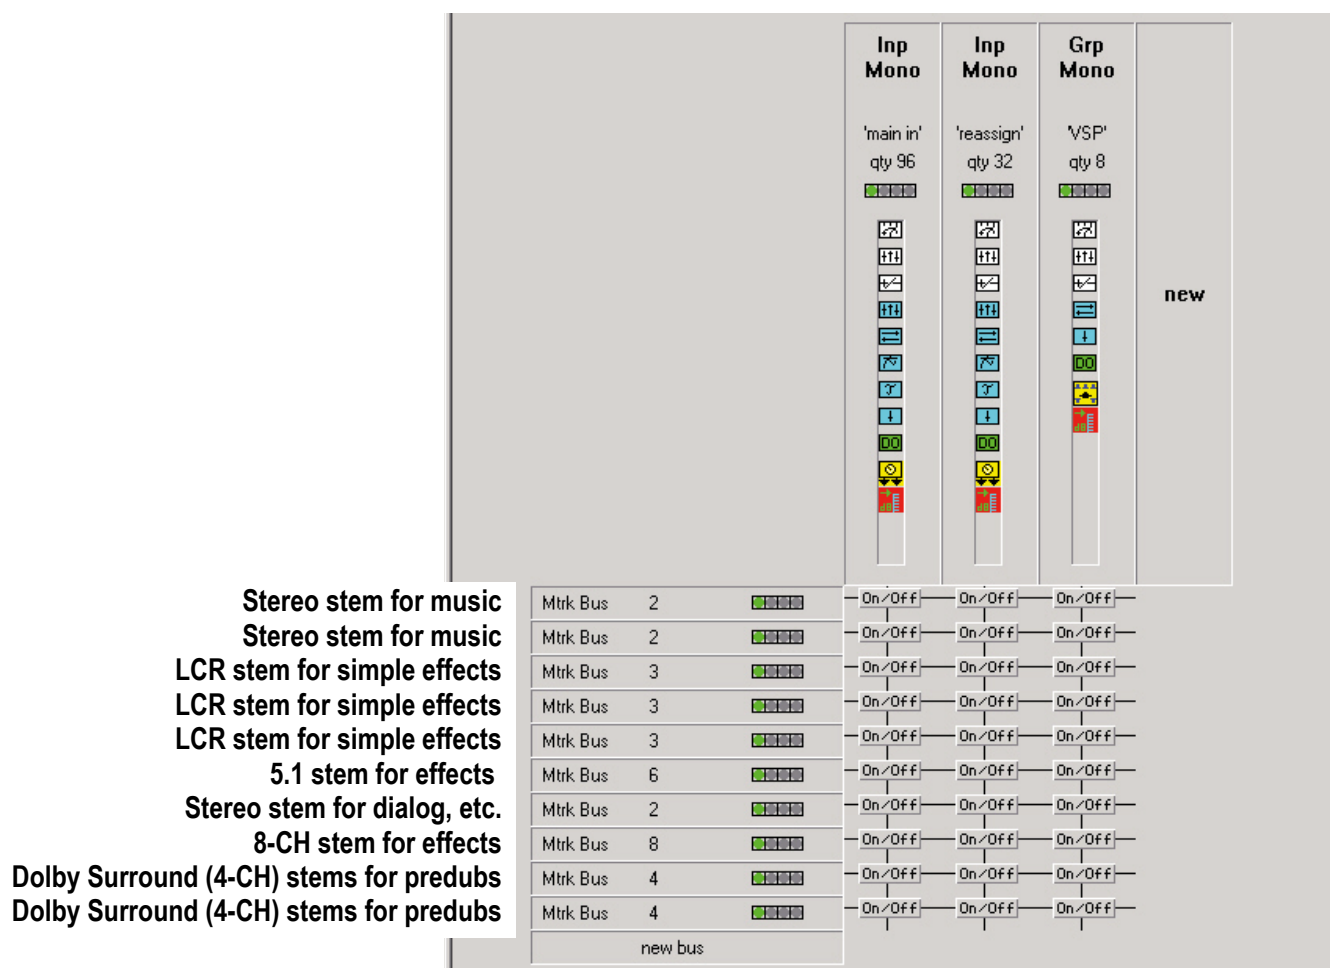 Inp Mono
Inp Mono
Grp Mono
'main in'
'reassign'
'VSP'
qty 96
qty 32
qty 8
DO
DO
DO
dB
dB
dB
new
Stereo stem for music Mtrk Bus 2 On/Off On/Off On/Off
Stereo stem for music Mtrk Bus 2 On/Off On/Off On/Off
LCR stem for simple effects Mtrk Bus 3 On/Off On/Off On/Off
LCR stem for simple effects Mtrk Bus 3 On/Off On/Off On/Off
LCR stem for simple effects Mtrk Bus 3 On/Off On/Off On/Off
5.1 stem for effects Mtrk Bus 6 On/Off On/Off On/Off
Stereo stem for dialog, etc. Mtrk Bus 2 On/Off On/Off On/Off
8-CH stem for effects Mtrk Bus 8 On/Off On/Off On/Off
Dolby Surround (4-CH) stems for predubs Mtrk Bus 4 On/Off On/Off On/Off
Dolby Surround (4-CH) stems for predubs Mtrk Bus 4 On/Off On/Off On/Off
new bus